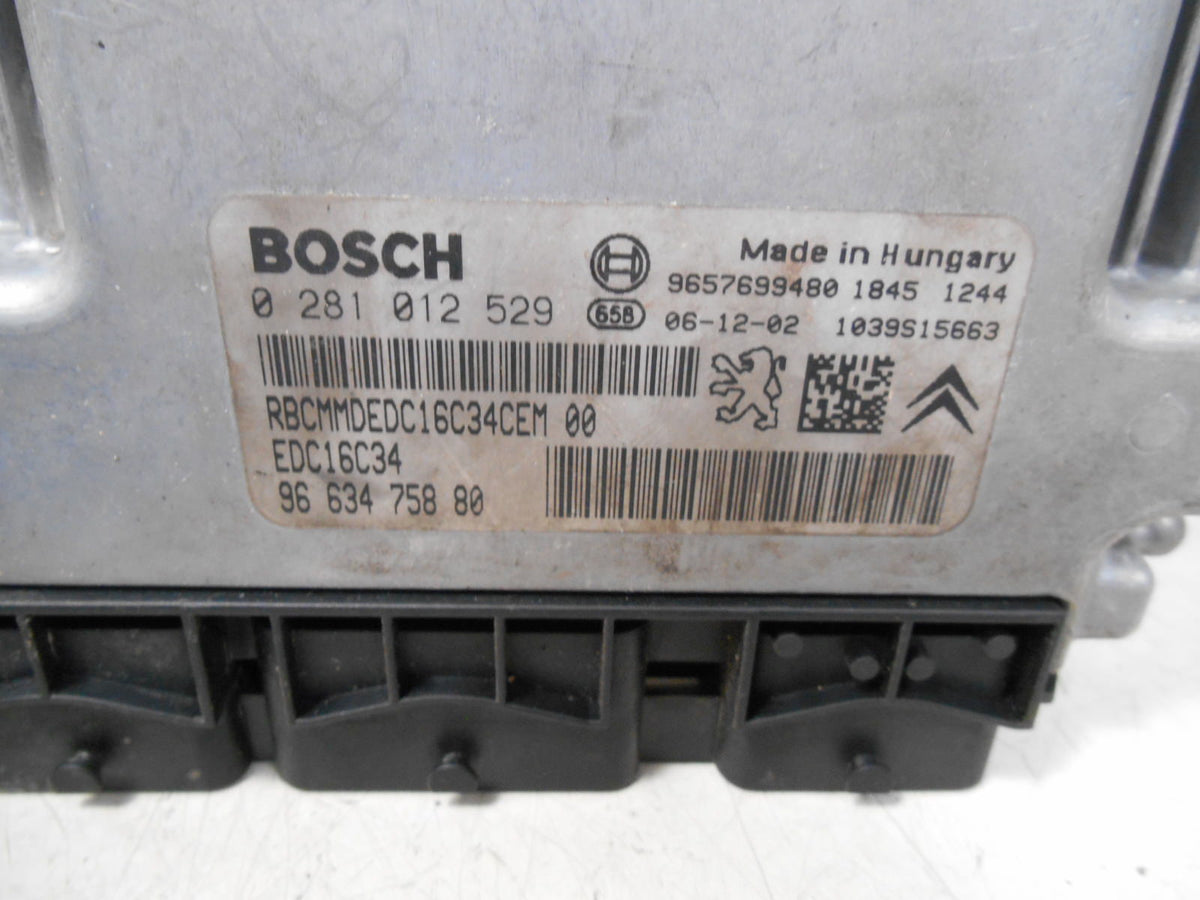 BOSCH
Made in Hungary
9657699480 1845 1244
0 281 012 529
658
06-12-02 1039S15663
RBCMMDEDC16C34CEM 00
EDC16C34
96 634 758 80